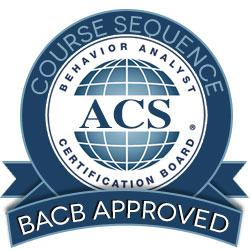 COURSE SEQUENCE
BEHAVIOR ANALYST
ACS
®
CERTIFICATION BOARD
BACB APPROVED